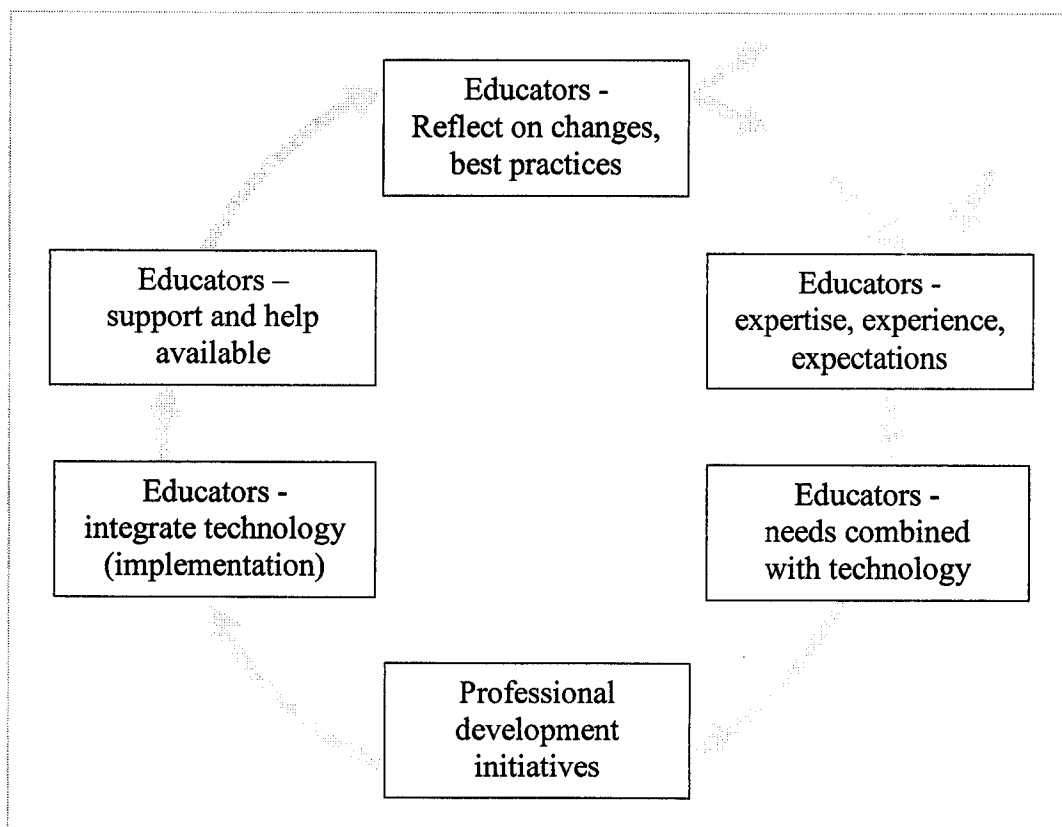 Educators -
Reflect on changes,
best practices
Educators –
support and help
available
Educators -
expertise, experience,
expectations
Educators -
integrate technology
(implementation)
Educators -
needs combined
with technology
Professional
development
initiatives